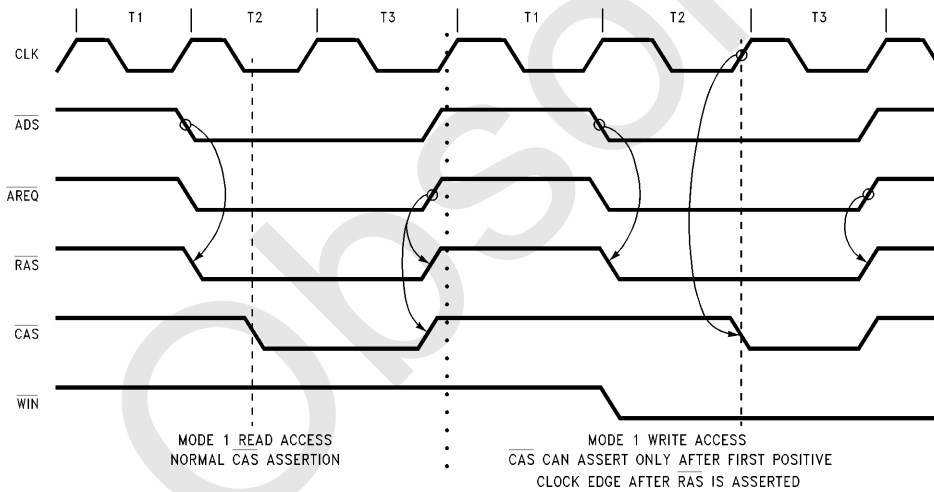 T1 T2 T3 T1 T2 T3
CLK
ADS
AREQ
RAS
CAS
WIN
MODE 1 READ ACCESS
NORMAL CAS ASSERTION
MODE 1 WRITE ACCESS
CAS CAN ASSERT ONLY AFTER FIRST POSITIVE
CLOCK EDGE AFTER RAS IS ASSERTED